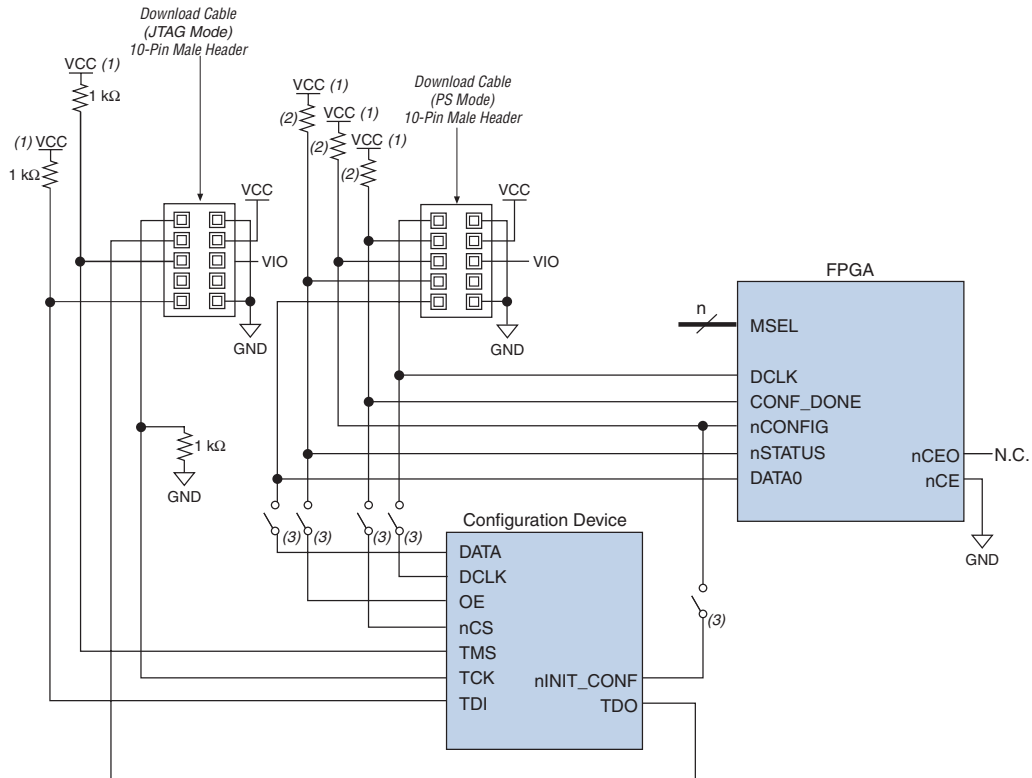 Download Cable
(JTAG Mode)
10-Pin Male Header
VCC (1)
1 kΩ
(1) VCC
1 kΩ
VCC
VIO
GND
1 kΩ
GND
Download Cable
(PS Mode)
10-Pin Male Header
VCC (1)
(2)
VCC (1)
(2)
VCC (1)
(2)
VCC
VIO
GND
FPGA
n
MSEL
DCLK
CONF_DONE
nCONFIG
nSTATUS
DATA0
nCEO
N.C.
nCE
GND
(3)
(3)
(3)
(3)
Configuration Device
DATA
DCLK
OE
nCS
TMS
TCK
TDI
nINIT_CONF
TDO
(3)